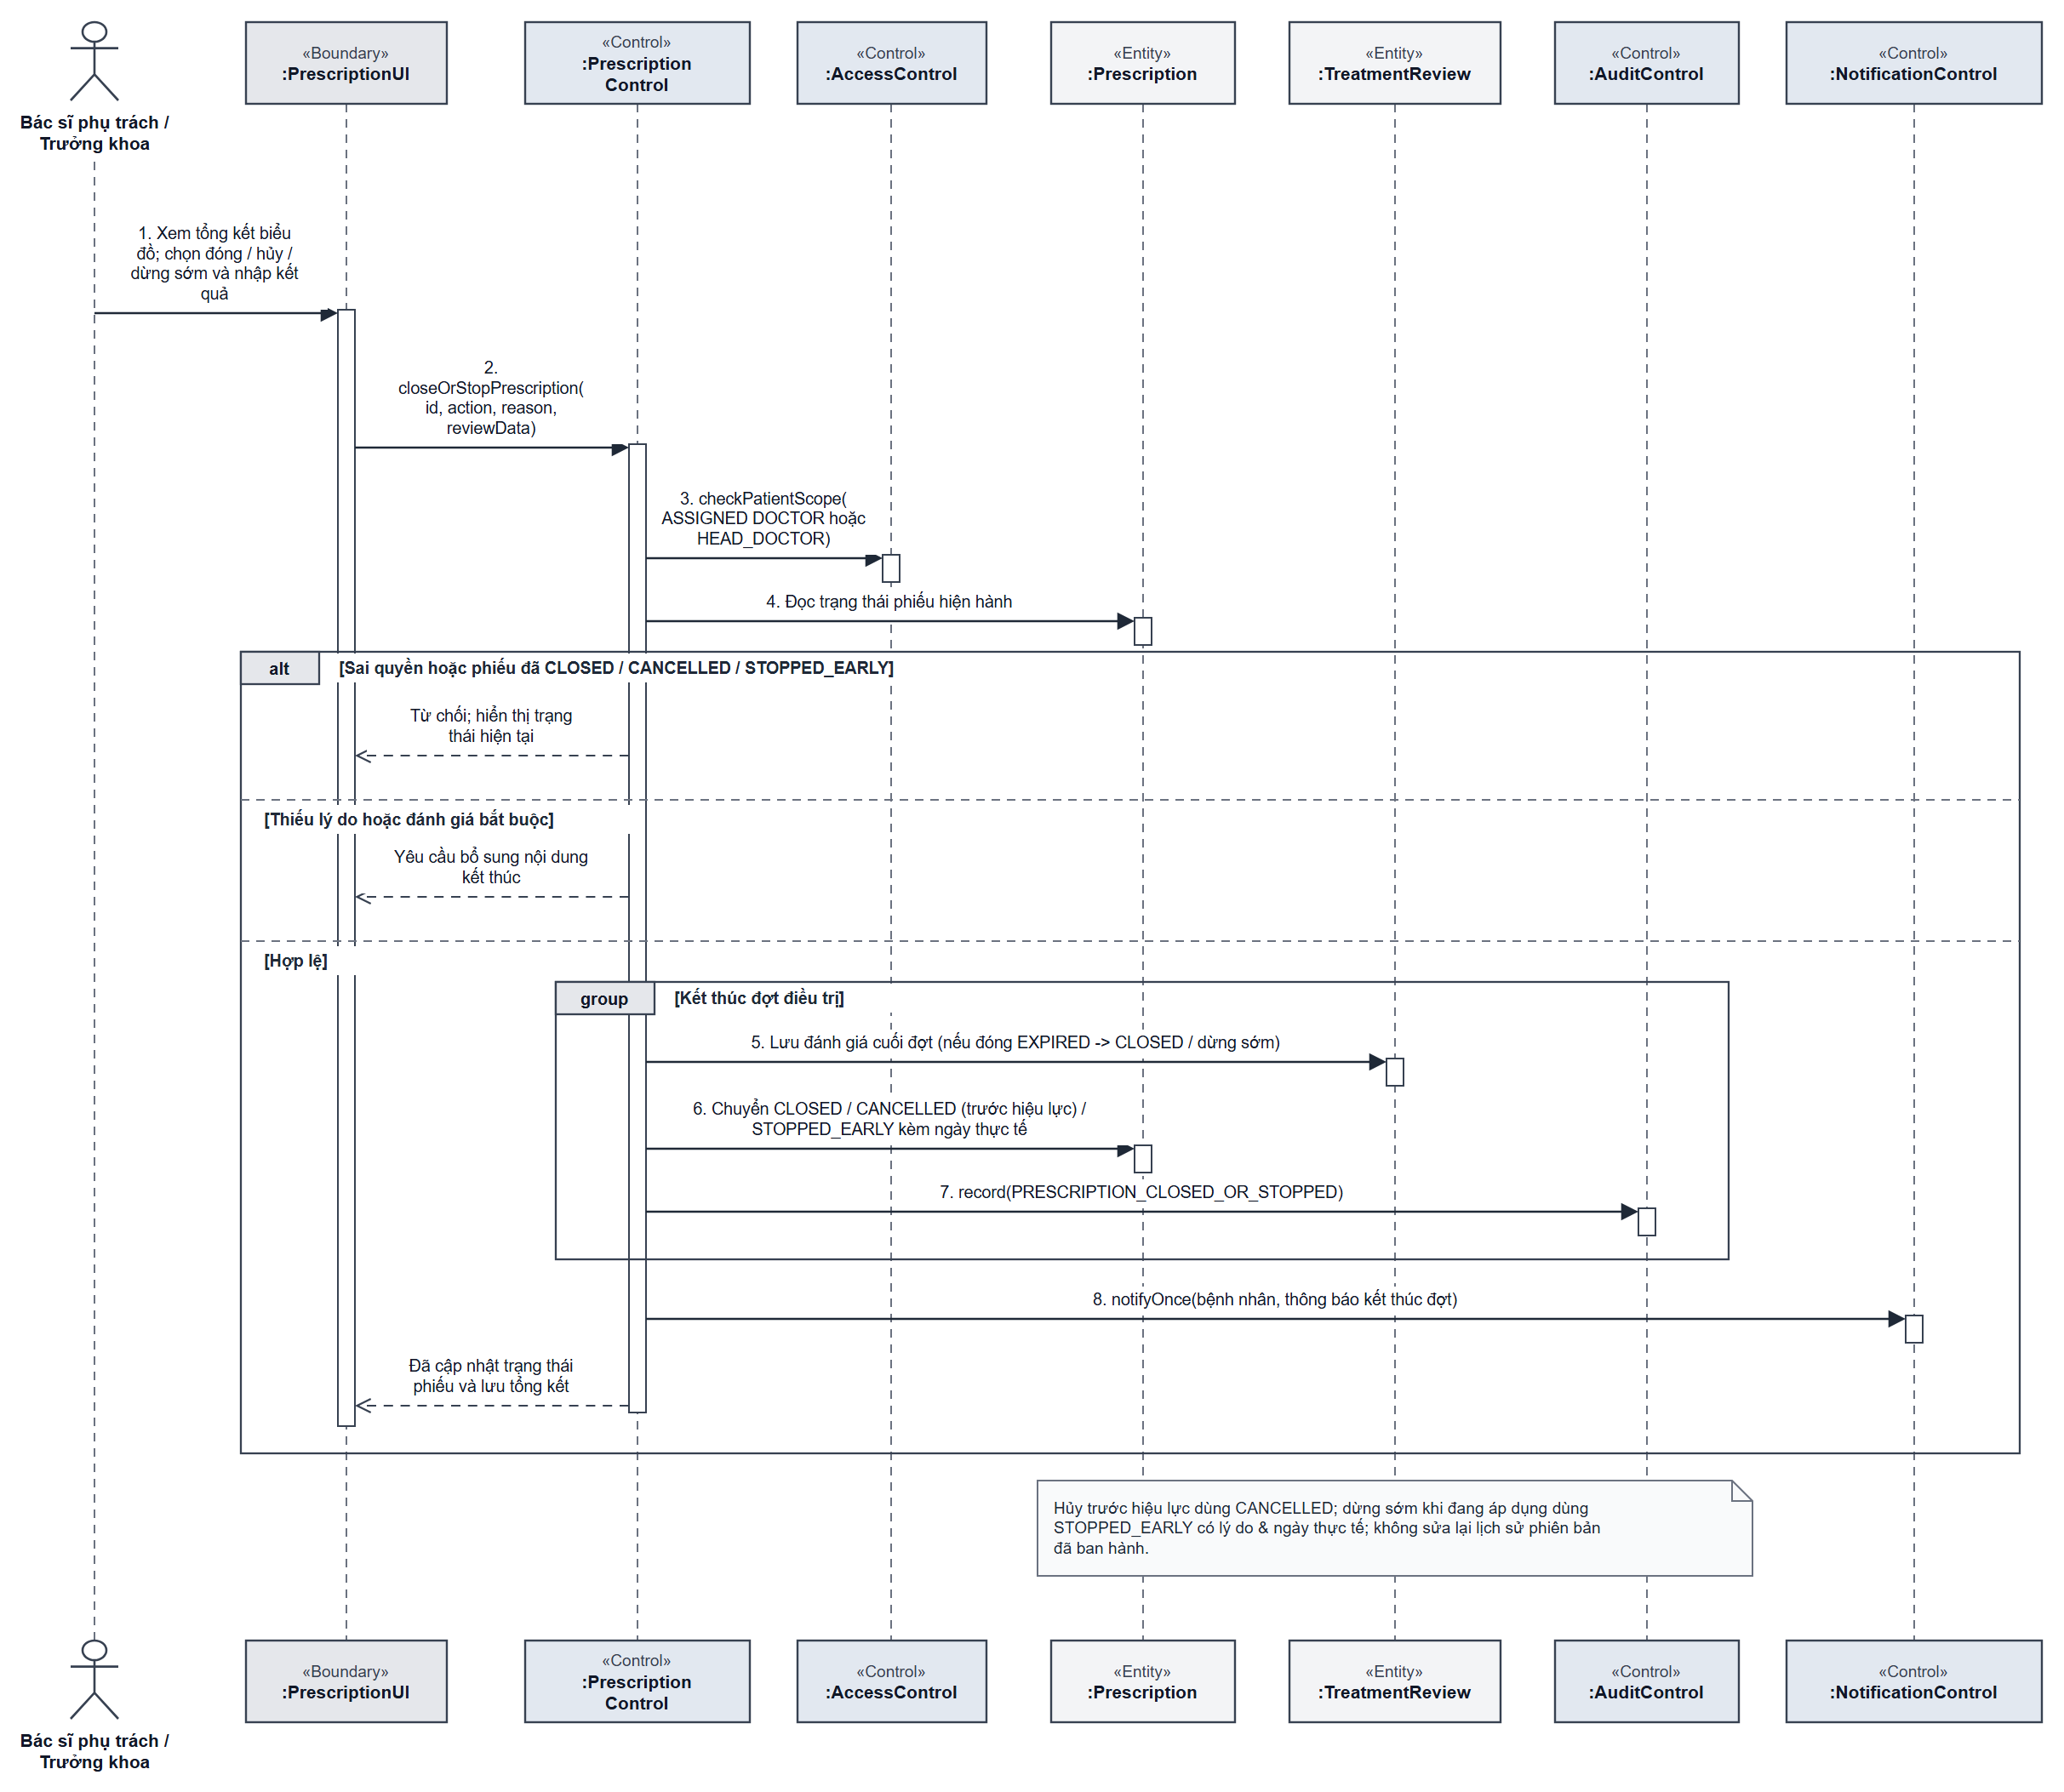 «Boundary»
:PrescriptionUI
«Control»
:Prescription
Control
«Control»
:AccessControl
«Entity»
:Prescription
«Entity»
:TreatmentReview
«Control»
:AuditControl
«Control»
:NotificationControl
Bác sĩ phụ trách /
Trưởng khoa
1. Xem tổng kết biểu
đồ; chọn đóng / hủy /
dừng sớm và nhập kết
quả
2.
closeOrStopPrescription(
id, action, reason,
reviewData)
3. checkPatientScope(
ASSIGNED DOCTOR hoặc
HEAD_DOCTOR)
4. Đọc trạng thái phiếu hiện hành
alt
[Sai quyền hoặc phiếu đã CLOSED / CANCELLED / STOPPED_EARLY]
Từ chối; hiển thị trạng
thái hiện tại
[Thiếu lý do hoặc đánh giá bắt buộc]
Yêu cầu bổ sung nội dung
kết thúc
[Hợp lệ]
group
[Kết thúc đợt điều trị]
5. Lưu đánh giá cuối đợt (nếu đóng EXPIRED -> CLOSED / dừng sớm)
6. Chuyển CLOSED / CANCELLED (trước hiệu lực) /
STOPPED_EARLY kèm ngày thực tế
7. record(PRESCRIPTION_CLOSED_OR_STOPPED)
8. notifyOnce(bệnh nhân, thông báo kết thúc đợt)
Đã cập nhật trạng thái
phiếu và lưu tổng kết
Hủy trước hiệu lực dùng CANCELLED; dừng sớm khi đang áp dụng dùng
STOPPED_EARLY có lý do & ngày thực tế; không sửa lại lịch sử phiên bản
đã ban hành.
«Boundary»
:PrescriptionUI
«Control»
:Prescription
Control
«Control»
:AccessControl
«Entity»
:Prescription
«Entity»
:TreatmentReview
«Control»
:AuditControl
«Control»
:NotificationControl
Bác sĩ phụ trách /
Trưởng khoa